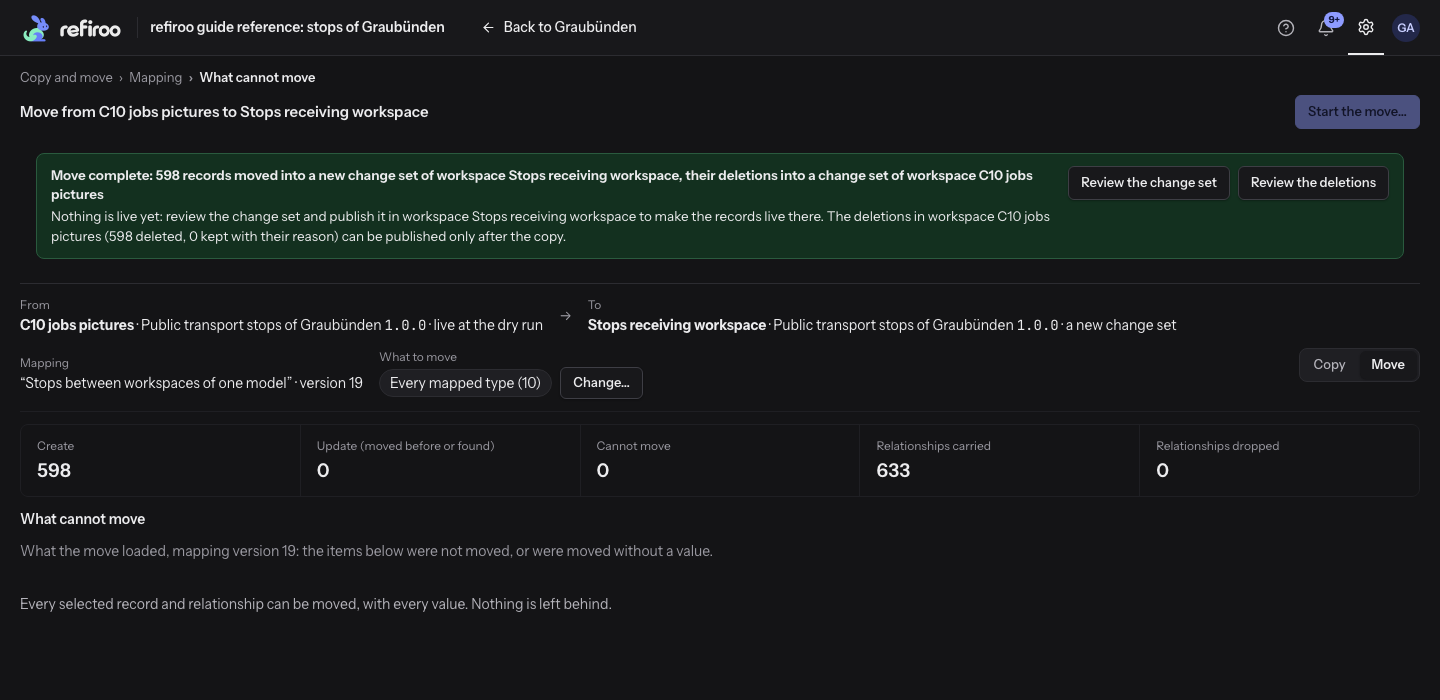 refiroo
refiroo guide reference: stops of Graubünden
← Back to Graubünden
9+
GA
Copy and move › Mapping › What cannot move
Move from C10 jobs pictures to Stops receiving workspace
Start the move…
Move complete: 598 records moved into a new change set of workspace Stops receiving workspace, their deletions into a change set of workspace C10 jobs
pictures
Nothing is live yet: review the change set and publish it in workspace Stops receiving workspace to make the records live there. The deletions in workspace C10 jobs
pictures (598 deleted, 0 kept with their reason) can be published only after the copy.
Review the change set
Review the deletions
From
C10 jobs pictures · Public transport stops of Graubünden 1.0.0 · live at the dry run
→
To
Stops receiving workspace · Public transport stops of Graubünden 1.0.0 · a new change set
Mapping
“Stops between workspaces of one model” · version 19
What to move
Every mapped type (10)
Change…
Copy
Move
Create
598
Update (moved before or found)
0
Cannot move
0
Relationships carried
633
Relationships dropped
0
What cannot move
What the move loaded, mapping version 19: the items below were not moved, or were moved without a value.
Every selected record and relationship can be moved, with every value. Nothing is left behind.